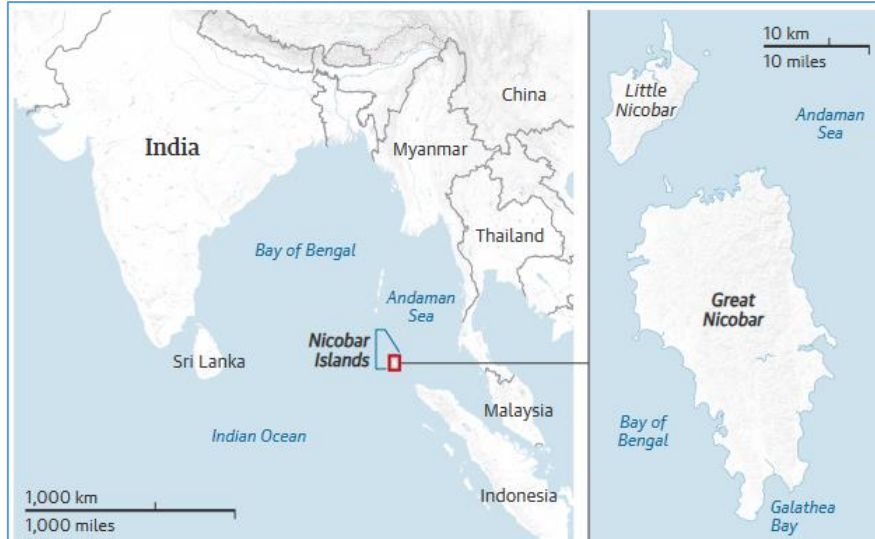 China
India
Myanmar
Thailand
Bay of Bengal
Andaman
Sea
Nicobar
Islands
Sri Lanka
Malaysia
Indian Ocean
Indonesia
1,000 km
1,000 miles
10 km
10 miles
Little
Nicobar
Andaman
Sea
Great
Nicobar
Bay of
Bengal
Galathea
Bay